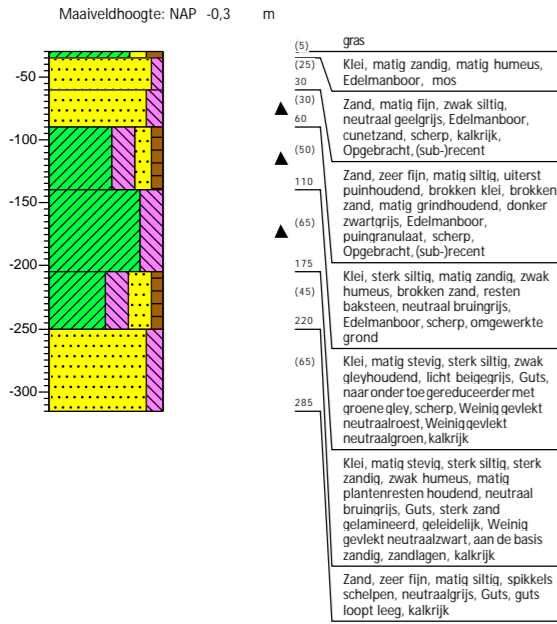 Maaiveldhoogte: NAP -0,3 m
-50
-100
-150
-200
-250
-300
(5)
(25)
30
(30)
60
(50)
110
(65)
175
(45)
220
(65)
285
gras
Klei, matig zandig, matig humeus,
Edelmanboor, mos
Zand, matig fijn, zwak siltig,
neutraal geelgrijs, Edelmanboor,
cunetzand, scherp, kalkrijk,
Opgebracht, (sub-)recent
Zand, zeer fijn, matig siltig, uiterst
puinhoudend, brokken klei, brokken
zand, matig grindhoudend, donker
zwartgrijs, Edelmanboor,
puingranulaat, scherp,
Opgebracht, (sub-)recent
Klei, sterk siltig, matig zandig, zwak
humeus, brokken zand, resten
baksteen, neutraal bruingrijs,
Edelmanboor, scherp, omgewerkte
grond
Klei, matig stevig, sterk siltig, zwak
gleyhoudend, licht beigegrijs, Guts,
naar onder toe gereduceerder met
groene gley, scherp, Weinig gevlekt
neutraalroest, Weinig gevlekt
neutraalgroen, kalkrijk
Klei, matig stevig, sterk siltig, sterk
zandig, zwak humeus, matig
plantenresten houdend, neutraal
bruingrijs, Guts, sterk zand
gelamineerd, geleidelijk, Weinig
gevlekt neutraalzwart, aan de basis
zandig, zandlagen, kalkrijk
Zand, zeer fijn, matig siltig, spikkels
schelpen, neutraalgrijs, Guts, guts
loopt leeg, kalkrijk